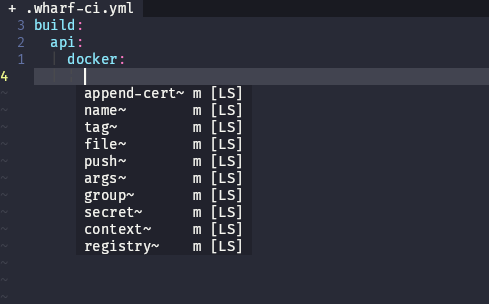 + .wharf-ci.yml
3 build:
2 api:
1 docker:
4
~ append-cert~ m [LS]
~ name~ m [LS]
~ tag~ m [LS]
~ file~ m [LS]
~ push~ m [LS]
~ args~ m [LS]
~ group~ m [LS]
~ secret~ m [LS]
~ context~ m [LS]
~ registry~ m [LS]
~
~
~